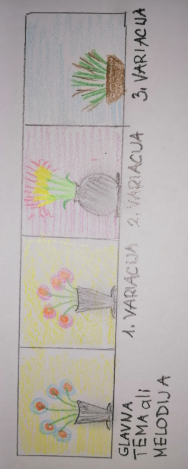 GLAVNA
TEMA ali
MELODIJA
1. VARIACIJA
2. VARIACIJA
3. VARIACIJA